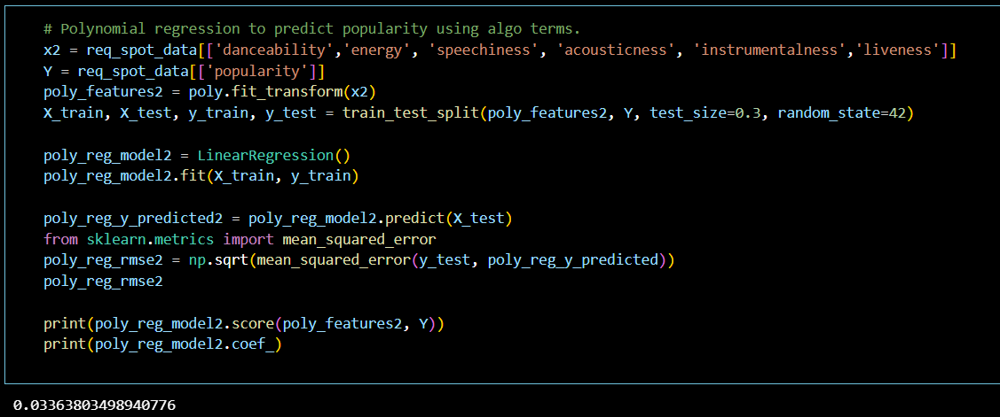 # Polynomial regression to predict popularity using algo terms.
x2 = req_spot_data[['danceability','energy', 'speechiness', 'acousticness', 'instrumentalness','liveness']]
Y = req_spot_data[['popularity']]
poly_features2 = poly.fit_transform(x2)
X_train, X_test, y_train, y_test = train_test_split(poly_features2, Y, test_size=0.3, random_state=42)
poly_reg_model2 = LinearRegression()
poly_reg_model2.fit(X_train, y_train)
poly_reg_y_predicted2 = poly_reg_model2.predict(X_test)
from sklearn.metrics import mean_squared_error
poly_reg_rmse2 = np.sqrt(mean_squared_error(y_test, poly_reg_y_predicted))
poly_reg_rmse2
print(poly_reg_model2.score(poly_features2, Y))
print(poly_reg_model2.coef_)
0.03363803498940776